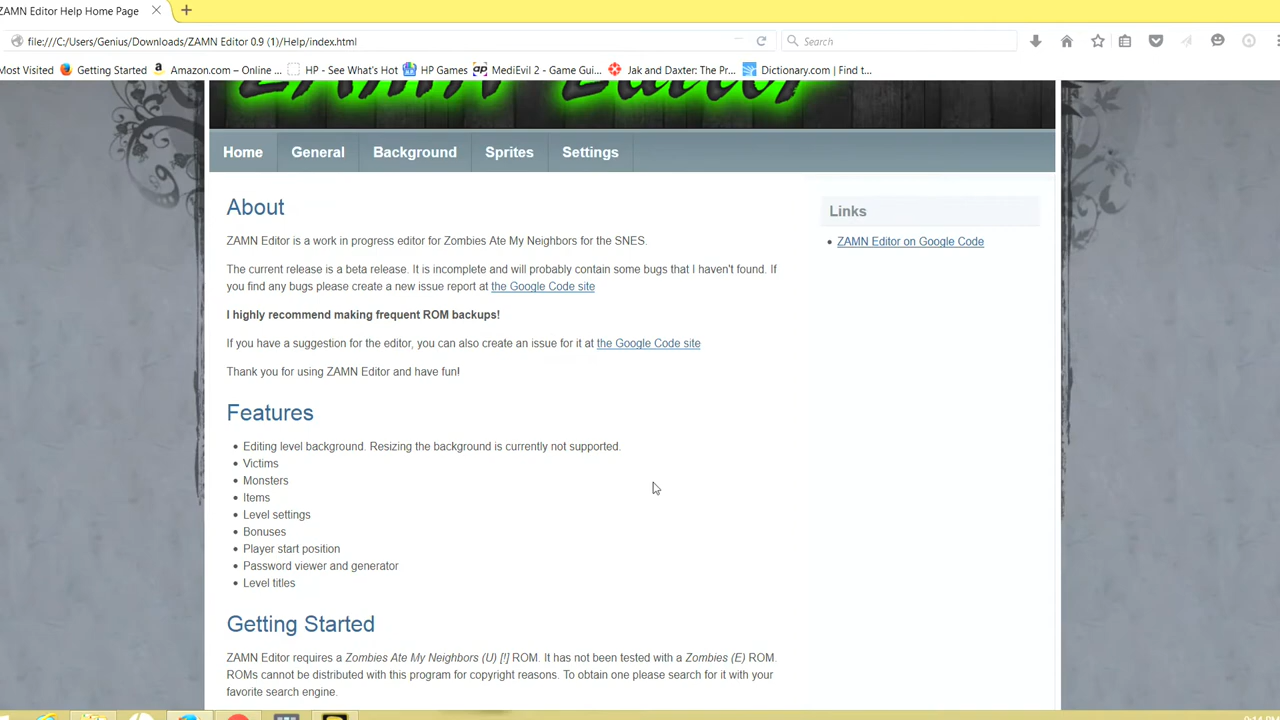 ZAMN Editor Help Home Page
file:///C:/Users/Genius/Downloads/ZAMN Editor 0.9 (1)/Help/index.html
Search
Most Visited Getting Started Amazon.com – Online ... HP - See What's Hot HP Games MediEvil 2 - Game Gui... Jak and Daxter: The Pr... Dictionary.com | Find t...
ZAMN Editor
Home General Background Sprites Settings
About
ZAMN Editor is a work in progress editor for Zombies Ate My Neighbors for the SNES.
The current release is a beta release. It is incomplete and will probably contain some bugs that I haven't found. If
you find any bugs please create a new issue report at the Google Code site
I highly recommend making frequent ROM backups!
If you have a suggestion for the editor, you can also create an issue for it at the Google Code site
Thank you for using ZAMN Editor and have fun!
Features
Editing level background. Resizing the background is currently not supported.
Victims
Monsters
Items
Level settings
Bonuses
Player start position
Password viewer and generator
Level titles
Getting Started
ZAMN Editor requires a Zombies Ate My Neighbors (U) [!] ROM. It has not been tested with a Zombies (E) ROM.
ROMs cannot be distributed with this program for copyright reasons. To obtain one please search for it with your
favorite search engine.
Links
ZAMN Editor on Google Code